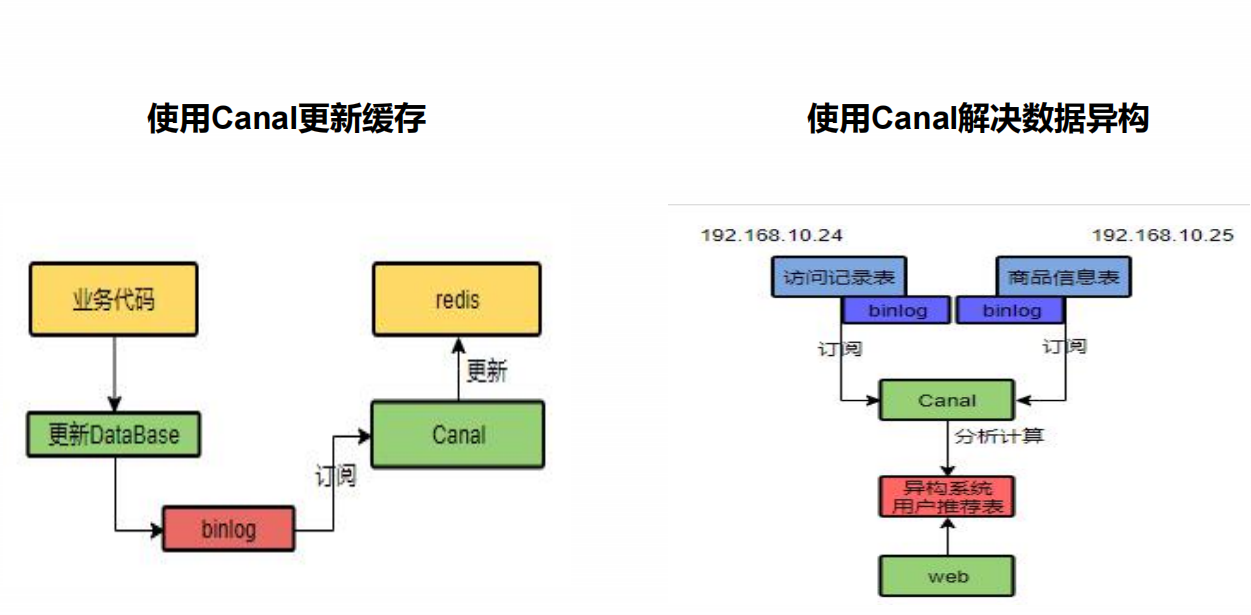 使用Canal更新缓存
业务代码
redis
更新
更新DataBase
Canal
订阅
binlog
使用Canal解决数据异构
192.168.10.24
192.168.10.25
访问记录表
商品信息表
binlog
binlog
订阅
订阅
Canal
分析计算
异构系统
用户推荐表
web